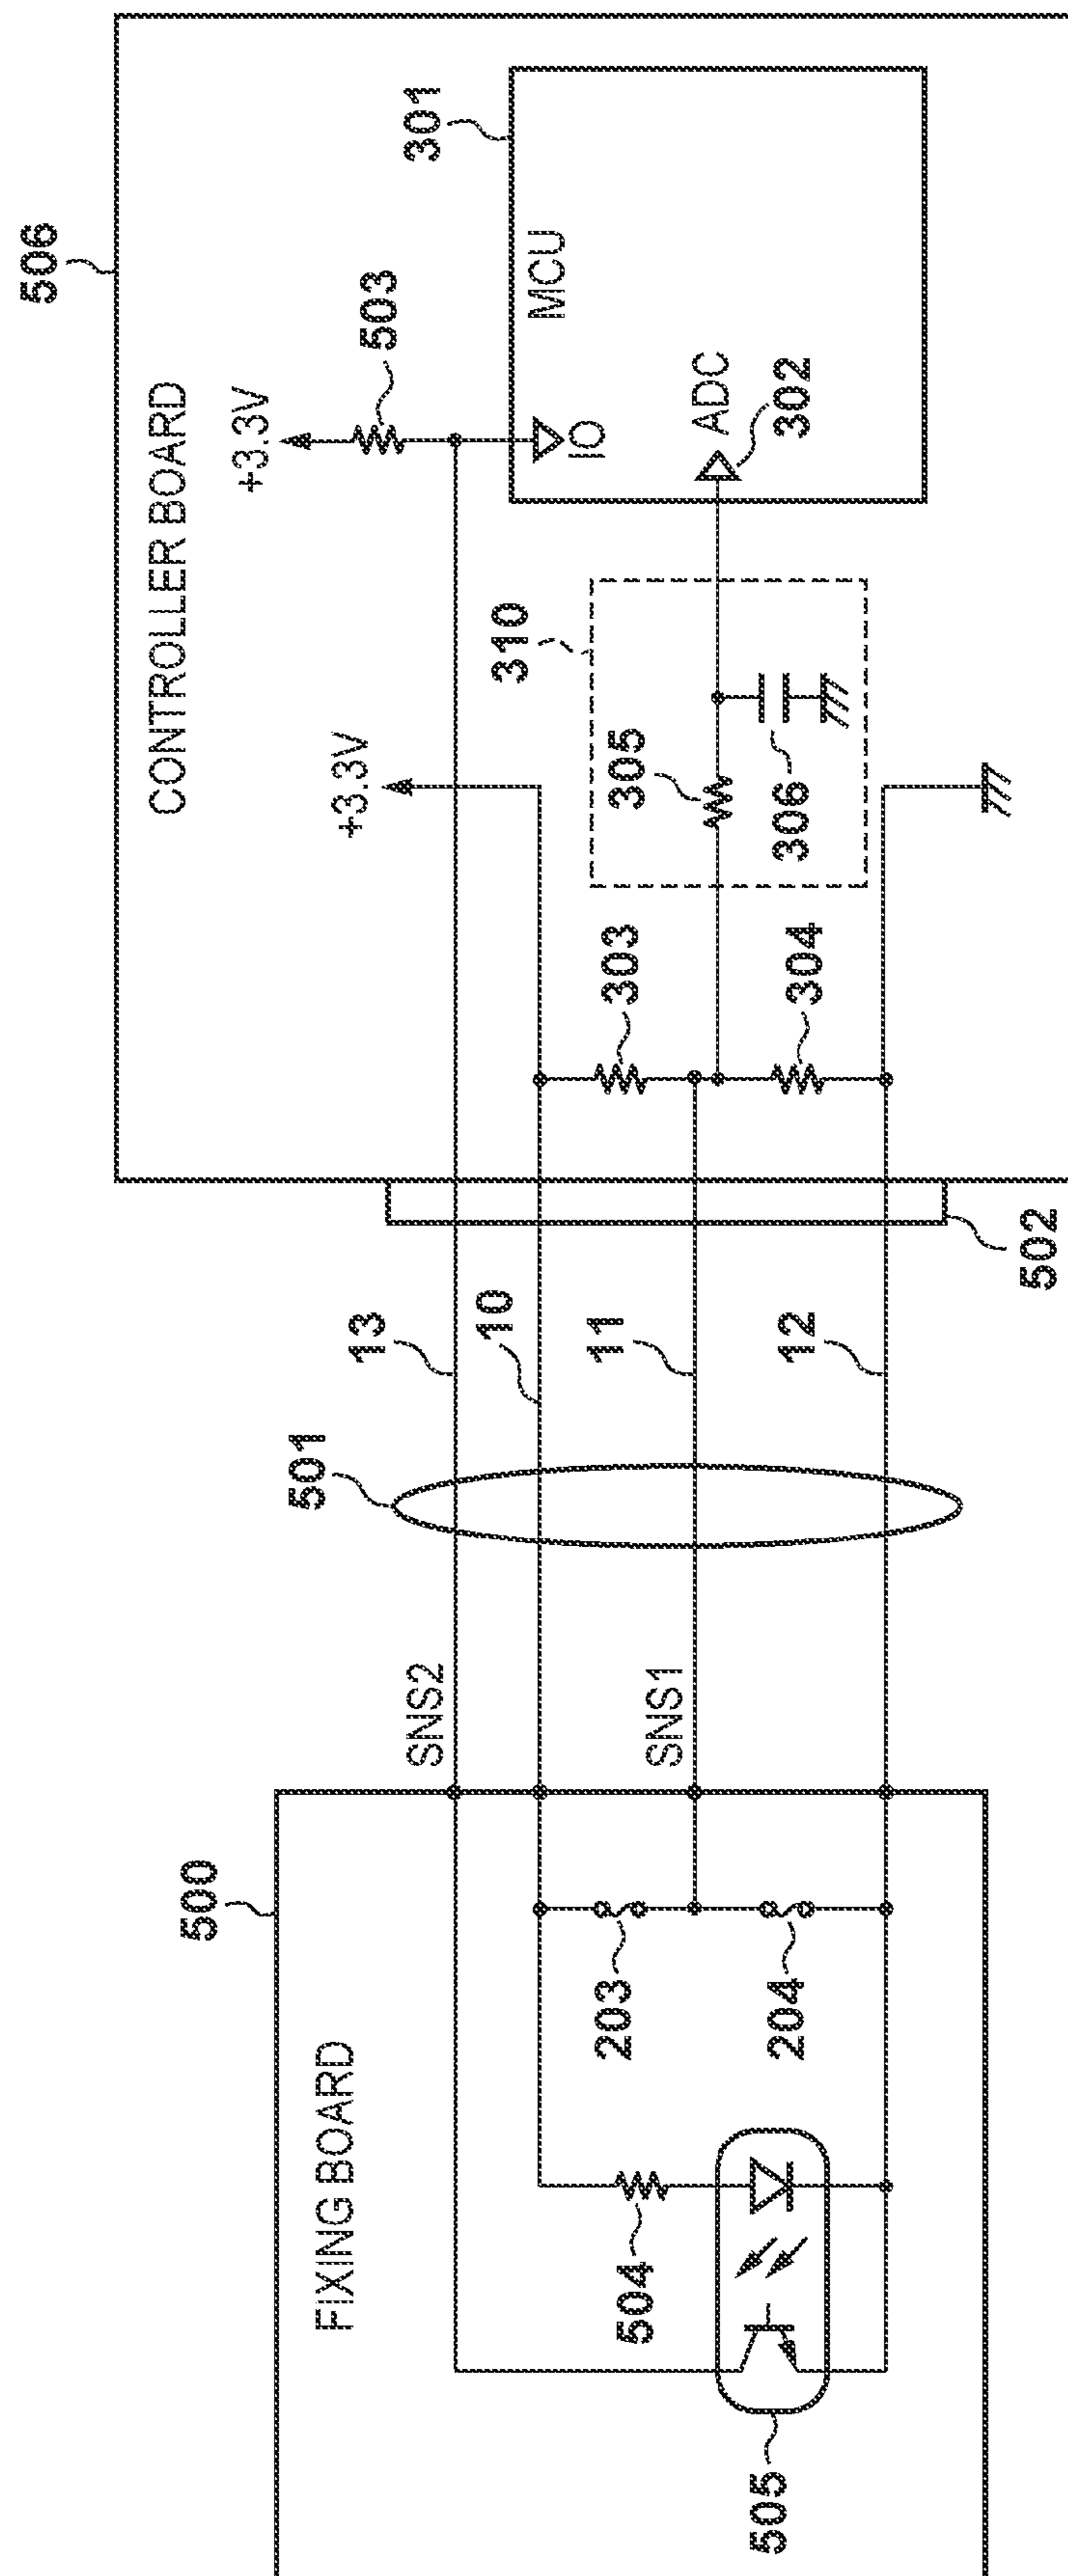 506
CONTROLLER BOARD
+3.3V
503
301
MCU
IO
ADC
302
+3.3V
310
305
306
303
304
502
13
10
11
12
501
SNS2
SNS1
500
FIXING BOARD
203
204
504
505